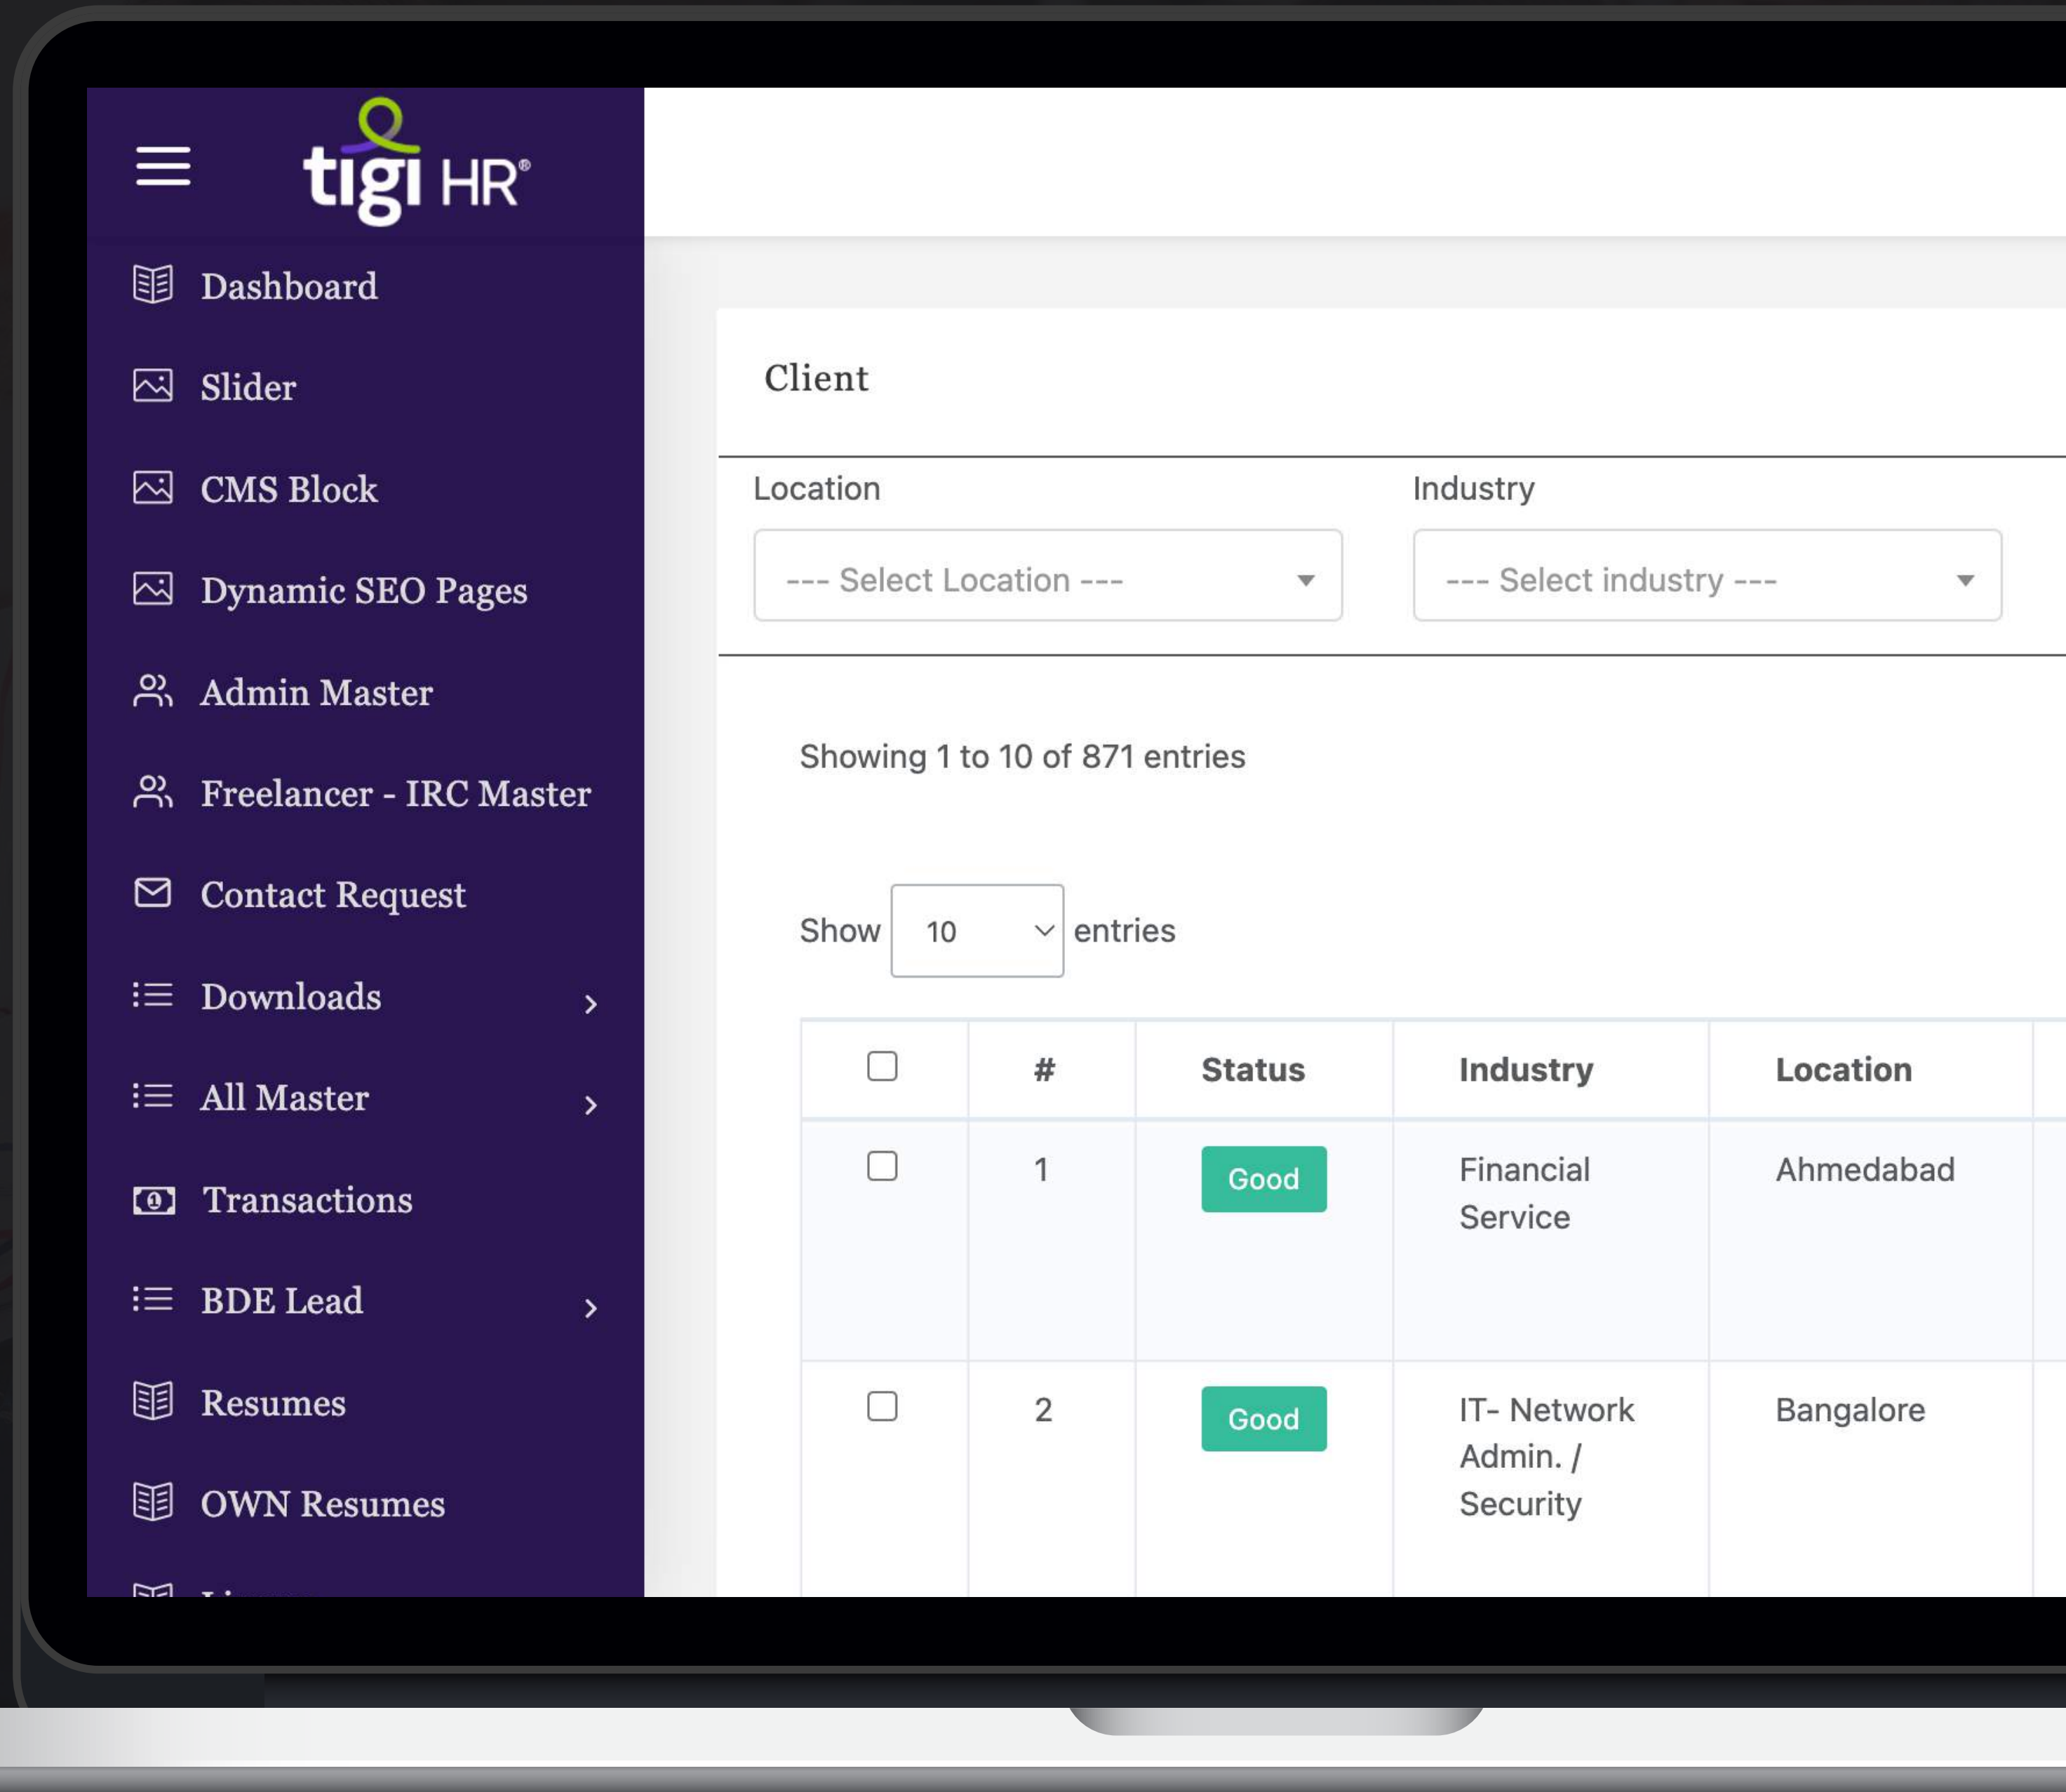 tigi HR®
Dashboard
Slider
CMS Block
Dynamic SEO Pages
Admin Master
Freelancer - IRC Master
Contact Request
Downloads
All Master
Transactions
BDE Lead
Resumes
OWN Resumes
Client
Location
Industry
--- Select Location ---
--- Select industry ---
Showing 1 to 10 of 871 entries
Show 10 entries
# Status Industry Location
1 Good Financial Ahmedabad
Service
2 Good IT- Network Bangalore
Admin. /
Security